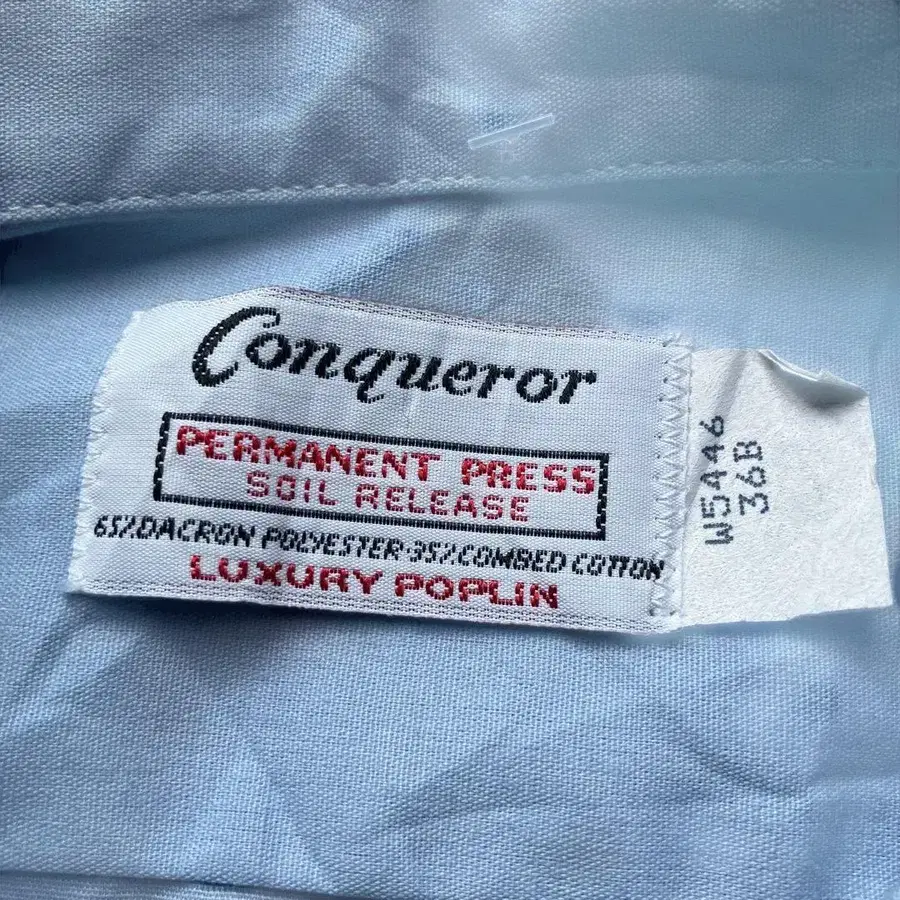 Conqueror
PERMANENT PRESS
SOIL RELEASE
65% DACRON POLYESTER-35% COMBED COTTON
LUXURY POPLIN
W5446
36B